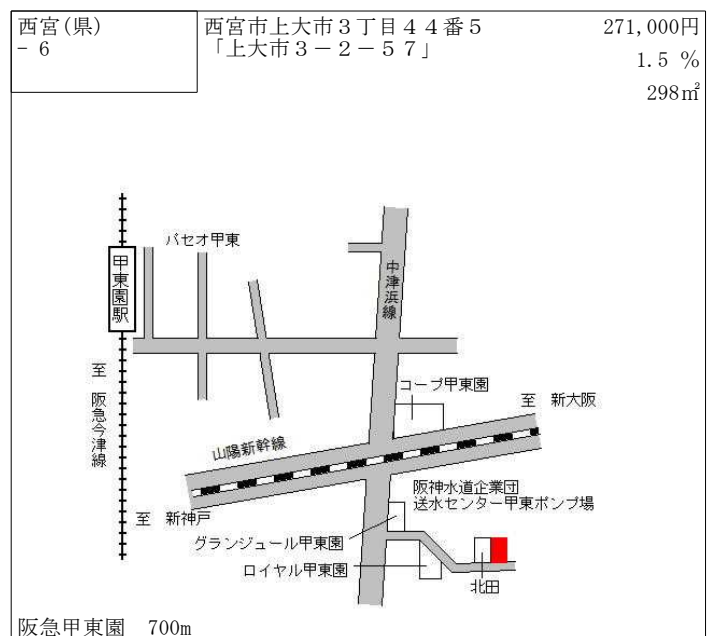 西宮(県)
- 6
西宮市上大市３丁目４４番５
「上大市３－２－５７」
271,000円
1.5 %
298㎡
パセオ甲東
甲東園駅
中津浜線
至 阪急今津線
コープ甲東園
至 新大阪
山陽新幹線
至 新神戸
阪神水道企業団
送水センター甲東ポンプ場
グランジュール甲東園
ロイヤル甲東園
北田
阪急甲東園 700m